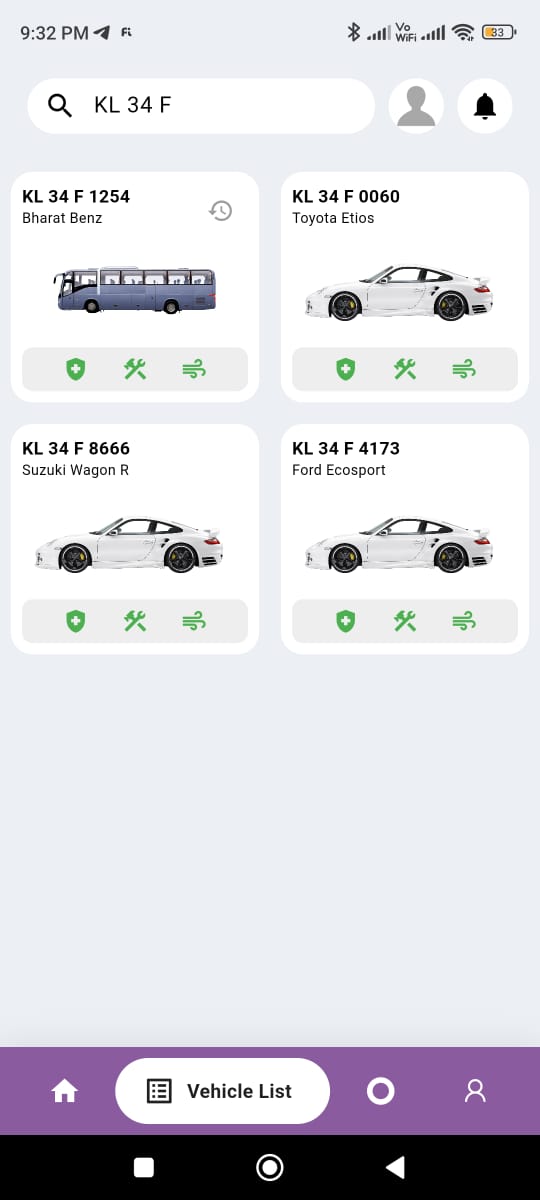 9:32 PM Fi Vo WiFi 33
KL 34 F
KL 34 F 1254
Bharat Benz
KL 34 F 0060
Toyota Etios
KL 34 F 8666
Suzuki Wagon R
KL 34 F 4173
Ford Ecosport
Vehicle List